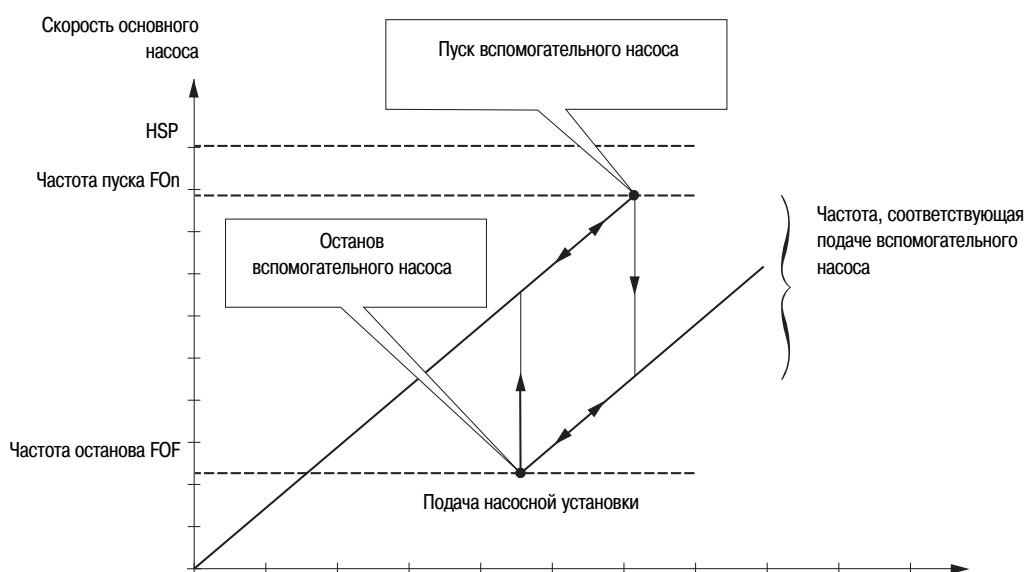 Скорость основного
насоса
Пуск вспомогательного насоса
HSP
Частота пуска FOn
Частота, соответствующая
подаче вспомогательного
насоса
Останов
вспомогательного насоса
Частота останова FOF
Подача насосной установки